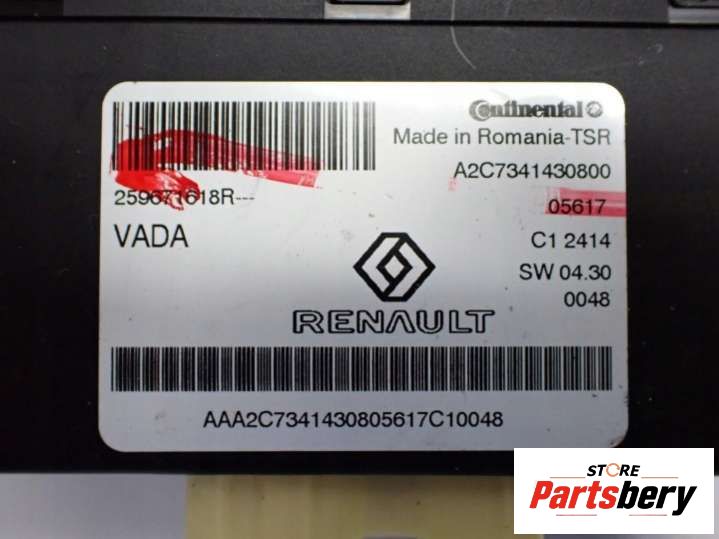 Continental
Made in Romania-TSR
A2C7341430800
259671618R---
05617
VADA
C1 2414
SW 04.30
0048
RENAULT
AAA2C7341430805617C10048
STORE
Partsbery